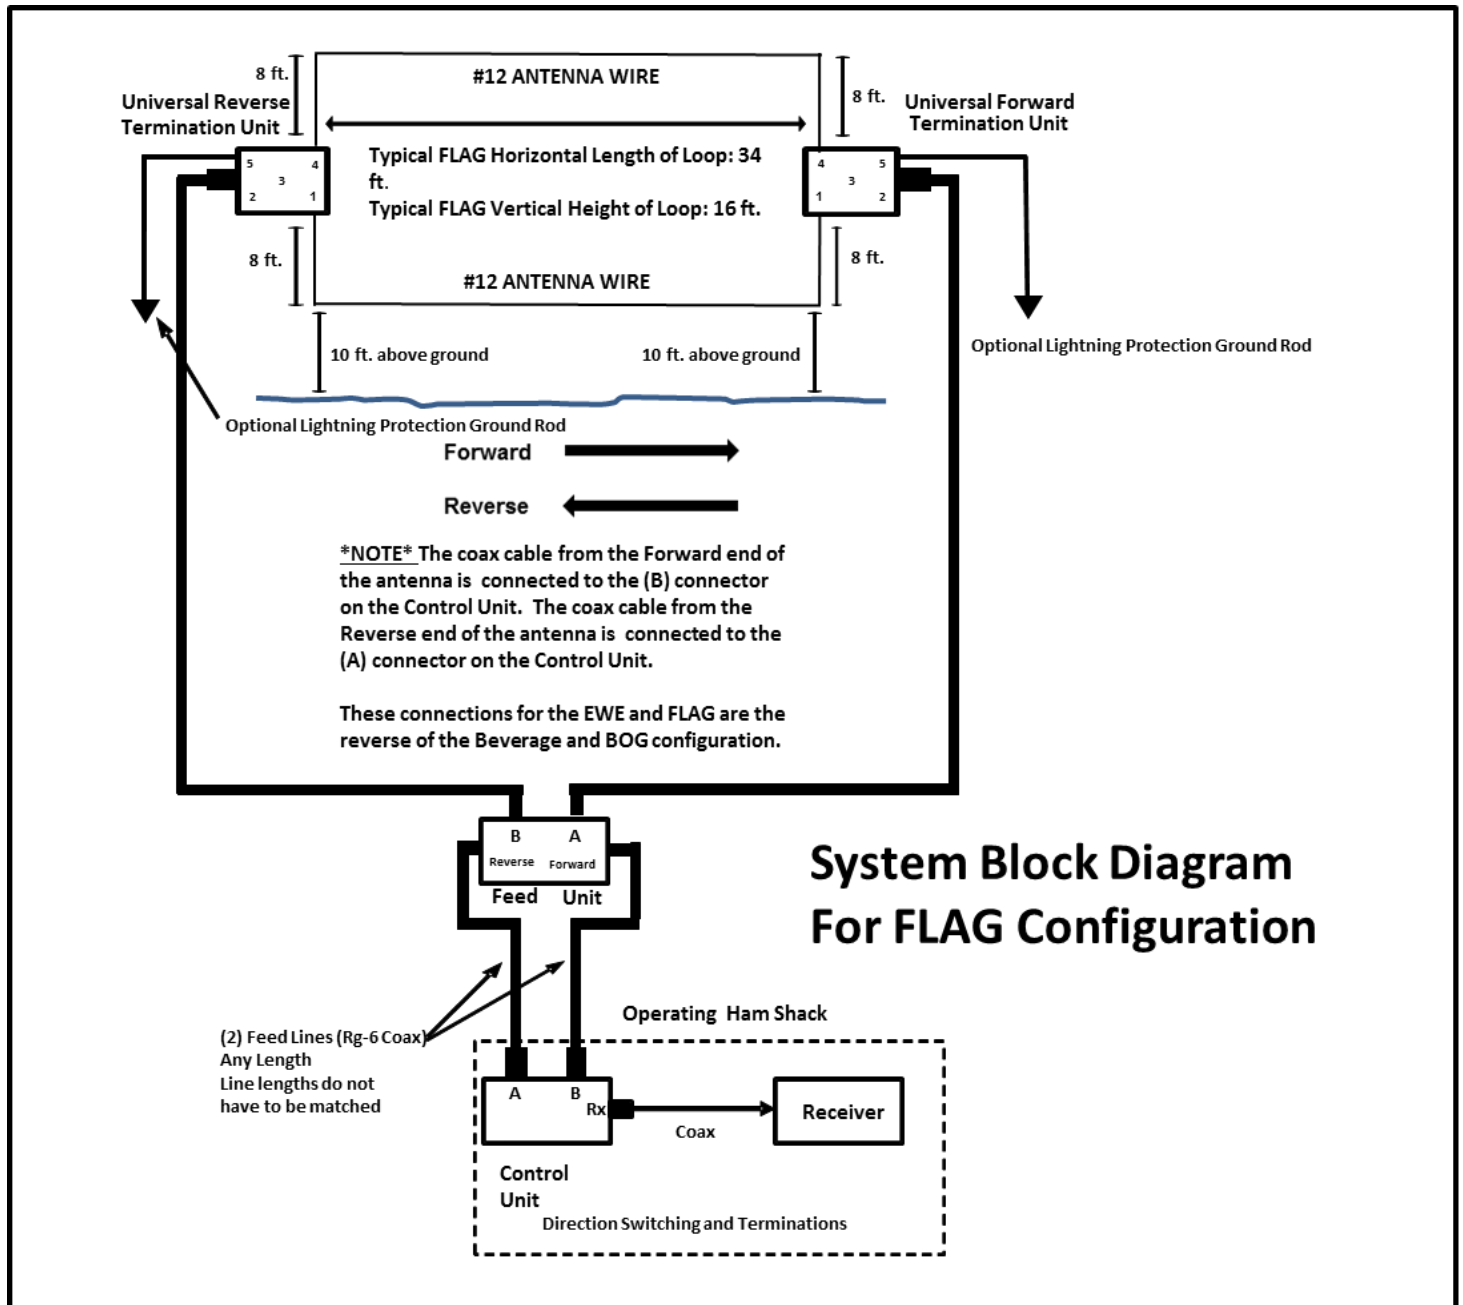 8 ft.
#12 ANTENNA WIRE
8 ft.
Universal Reverse
Termination Unit
Universal Forward
Termination Unit
5 4
3
2 1
Typical FLAG Horizontal Length of Loop: 34
ft.
Typical FLAG Vertical Height of Loop: 16 ft.
4 5
3
1 2
8 ft.
#12 ANTENNA WIRE
8 ft.
10 ft. above ground
10 ft. above ground
Optional Lightning Protection Ground Rod
Optional Lightning Protection Ground Rod
Forward
Reverse
*NOTE* The coax cable from the Forward end of
the antenna is connected to the (B) connector
on the Control Unit. The coax cable from the
Reverse end of the antenna is connected to the
(A) connector on the Control Unit.
These connections for the EWE and FLAG are the
reverse of the Beverage and BOG configuration.
B A
Reverse Forward
Feed Unit
System Block Diagram
For FLAG Configuration
(2) Feed Lines (Rg-6 Coax)
Any Length
Line lengths do not
have to be matched
Operating Ham Shack
A B
Rx
Coax
Receiver
Control
Unit
Direction Switching and Terminations